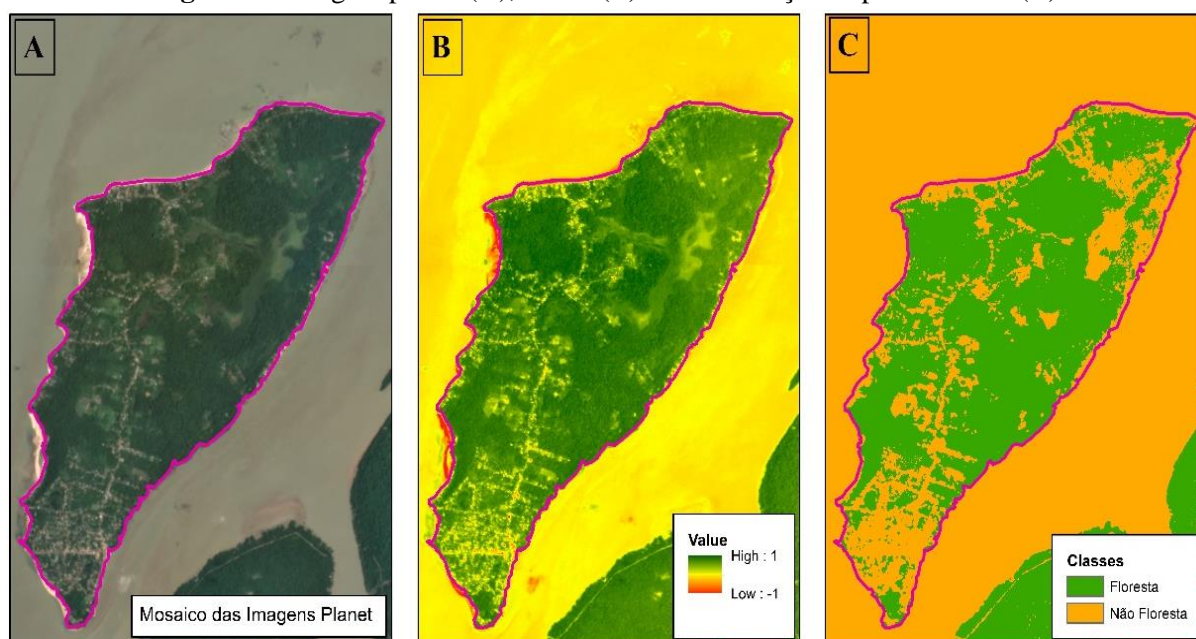 A
B
C
Mosaico das Imagens Planet
Value
High : 1
Low : -1
Classes
Floresta
Não Floresta